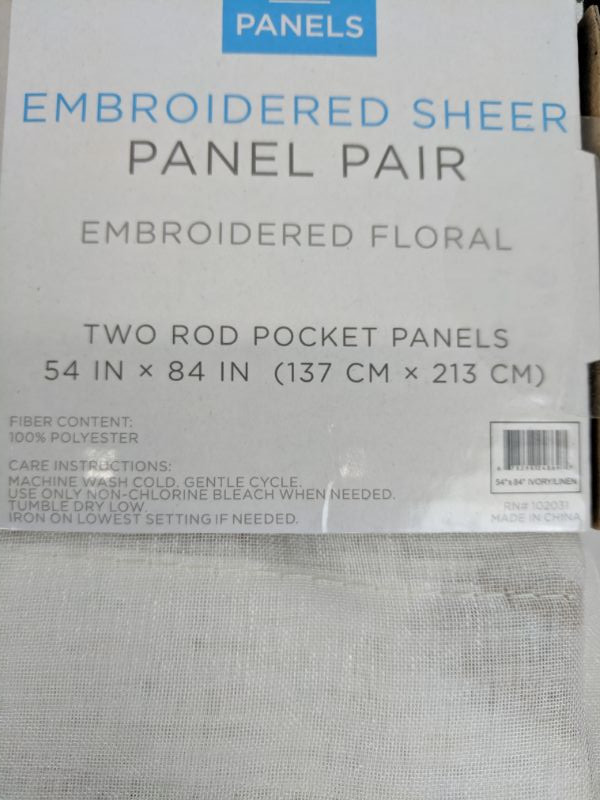 PANELS
EMBROIDERED SHEER
PANEL PAIR
EMBROIDERED FLORAL
TWO ROD POCKET PANELS
54 IN × 84 IN (137 CM × 213 CM)
FIBER CONTENT:
100% POLYESTER
CARE INSTRUCTIONS:
MACHINE WASH COLD. GENTLE CYCLE.
USE ONLY NON-CHLORINE BLEACH WHEN NEEDED.
TUMBLE DRY LOW.
IRON ON LOWEST SETTING IF NEEDED.
54"x 84" IVORY/LINEN
RN# 102031
MADE IN CHINA